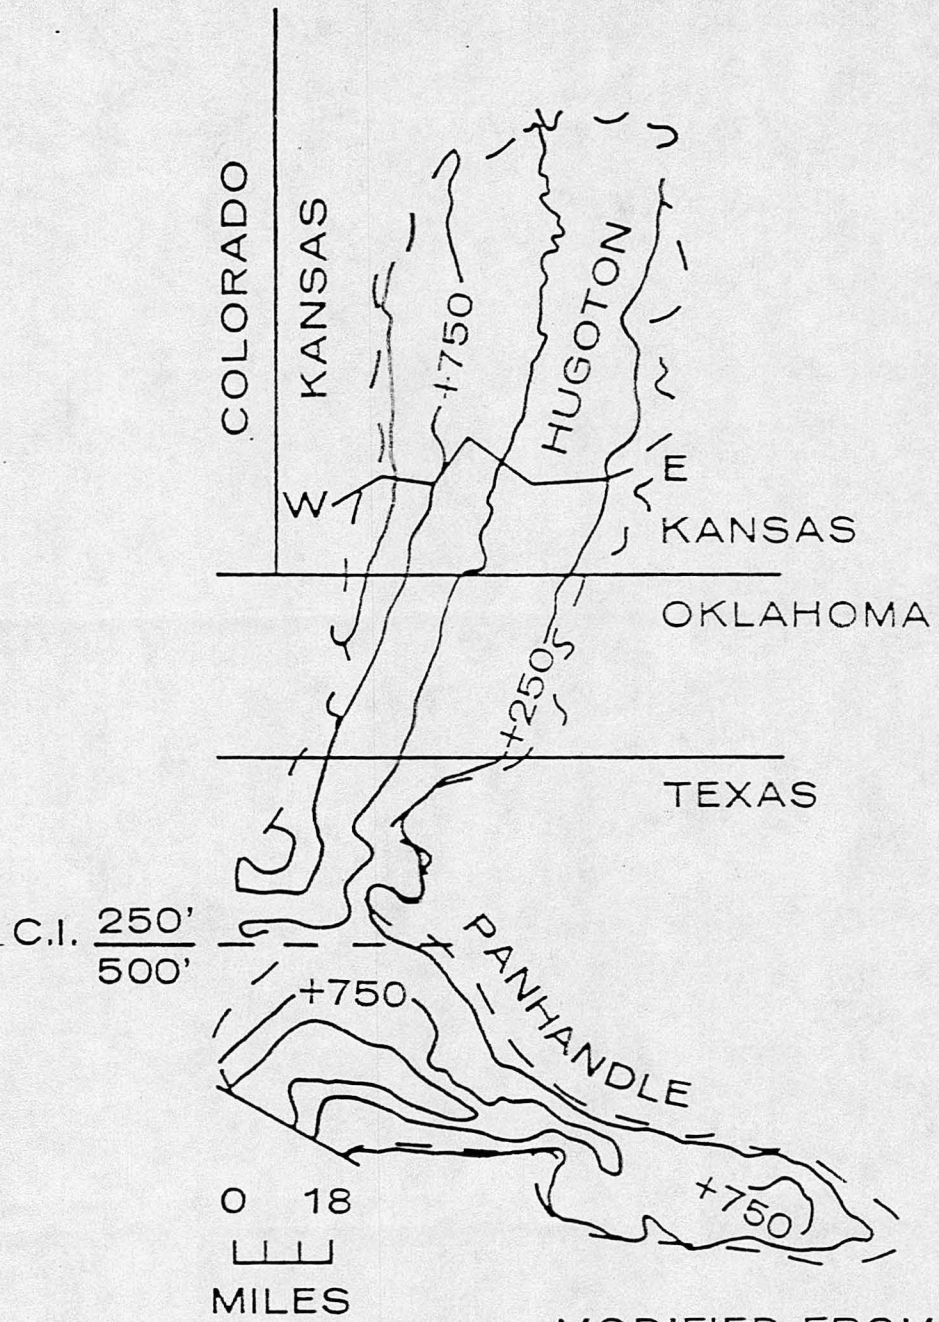 COLORADO
KANSAS
HUGOTON
+750
W
E
KANSAS
OKLAHOMA
+250
TEXAS
C.I. 250'
500'
PANHANDLE
+750
+750
0 18
MILES
MODIFIED FROM